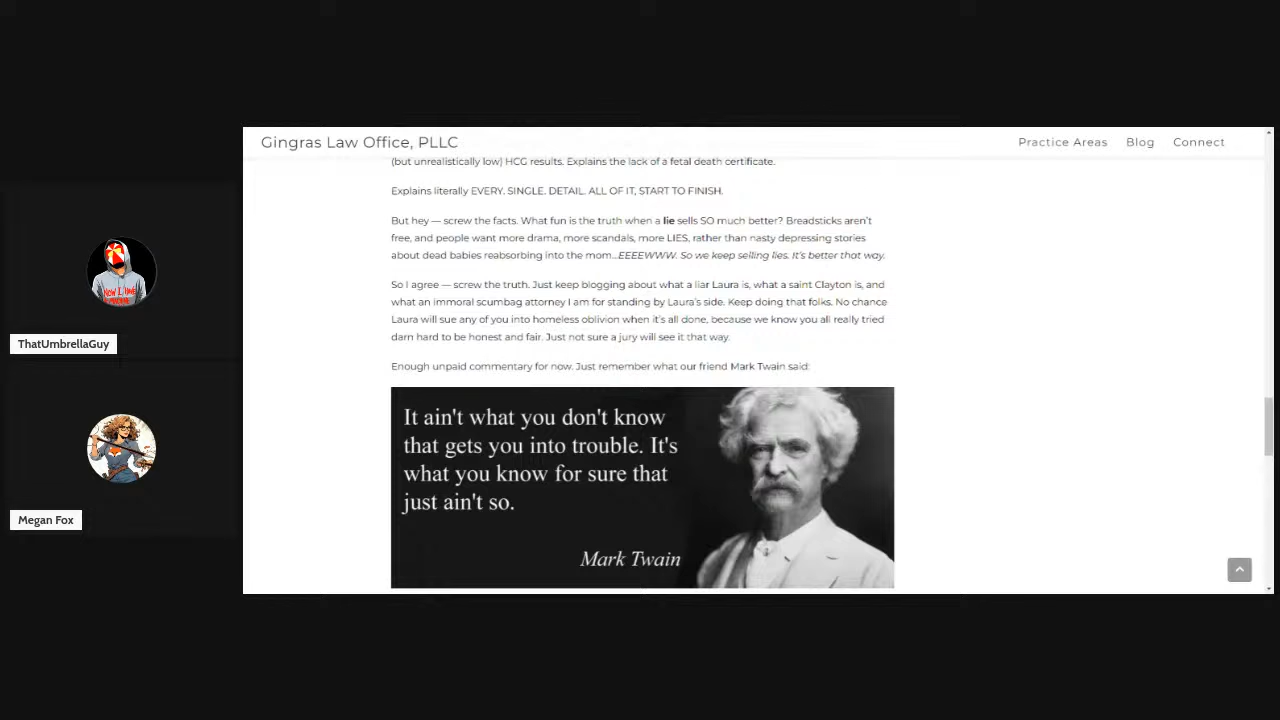 Gingras Law Office, PLLC
Practice Areas Blog Connect
(but unrealistically low) HCG results. Explains the lack of a fetal death certificate.
Explains literally EVERY. SINGLE. DETAIL. ALL OF IT, START TO FINISH.
But hey — screw the facts. What fun is the truth when a lie sells SO much better? Breadsticks aren't
free, and people want more drama, more scandals, more LIES, rather than nasty depressing stories
about dead babies reabsorbing into the mom...EEEEWWW. So we keep selling lies. It's better that way.
So I agree — screw the truth. Just keep blogging about what a liar Laura is, what a saint Clayton is, and
what an immoral scumbag attorney I am for standing by Laura's side. Keep doing that folks. No chance
Laura will sue any of you into homeless oblivion when it's all done, because we know you all really tried
darn hard to be honest and fair. Just not sure a jury will see it that way.
Enough unpaid commentary for now. Just remember what our friend Mark Twain said:
It ain't what you don't know
that gets you into trouble. It's
what you know for sure that
just ain't so.
Mark Twain
ThatUmbrellaGuy
Megan Fox